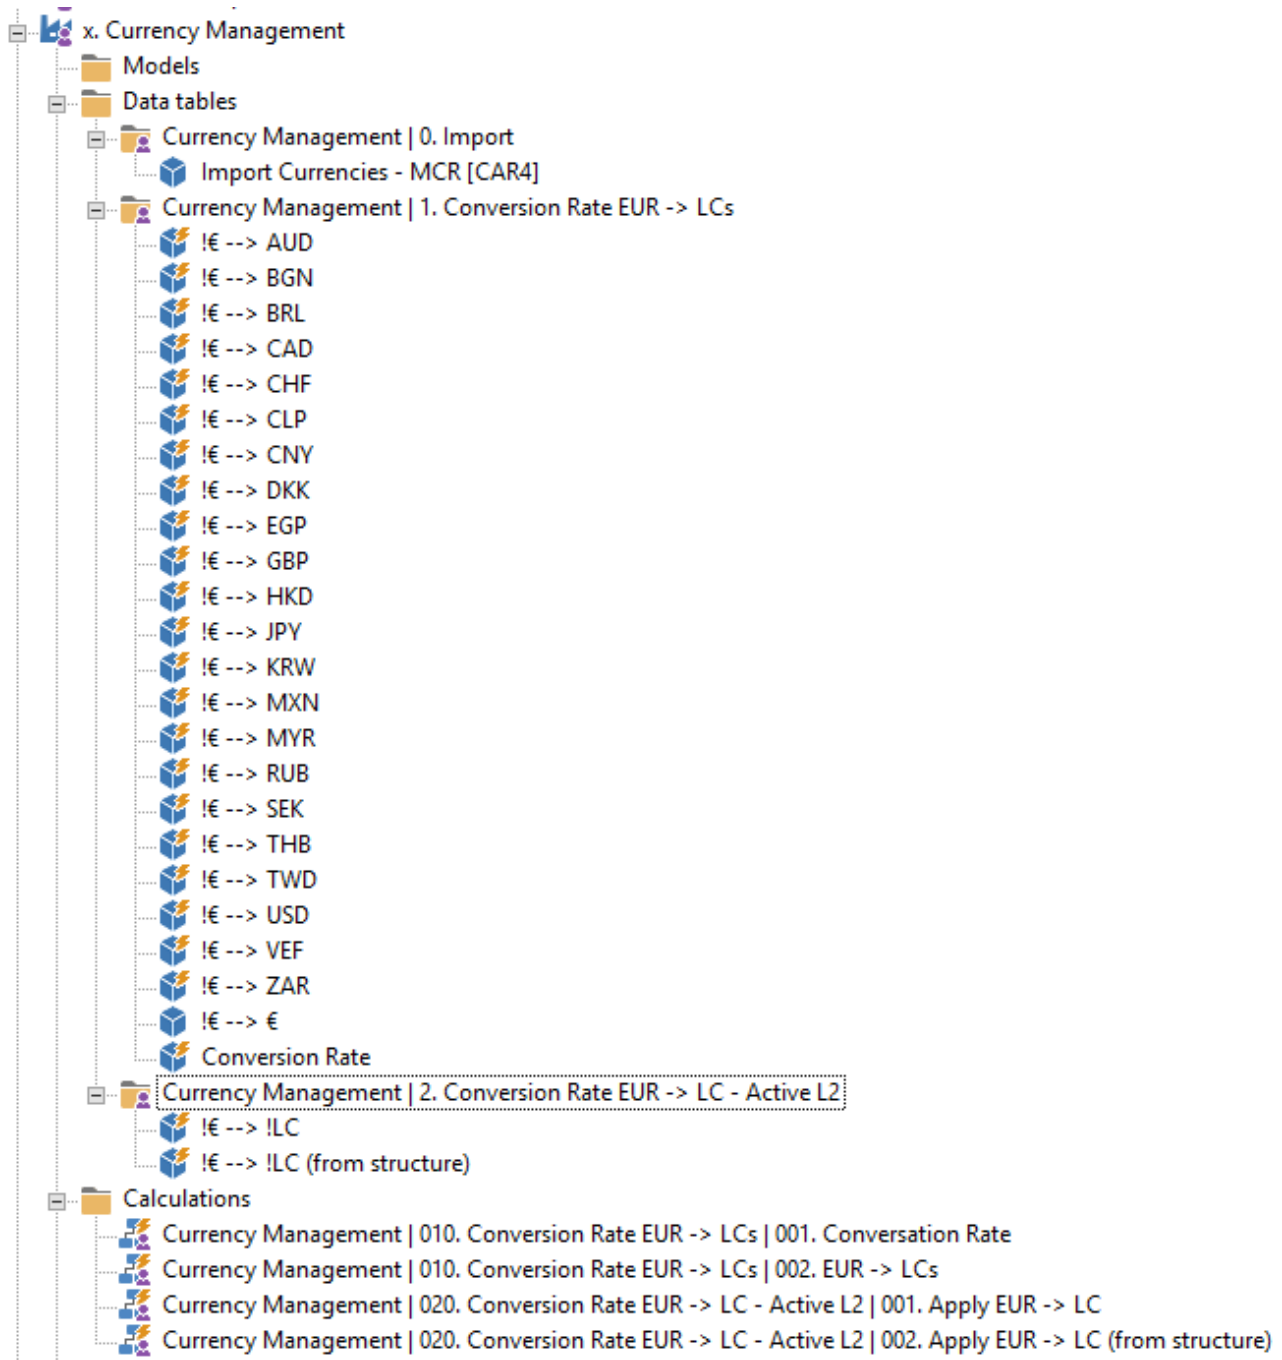 x. Currency Management
Models
Data tables
Currency Management | 0. Import
Import Currencies - MCR [CAR4]
Currency Management | 1. Conversion Rate EUR -> LCs
!€ --> AUD
!€ --> BGN
!€ --> BRL
!€ --> CAD
!€ --> CHF
!€ --> CLP
!€ --> CNY
!€ --> DKK
!€ --> EGP
!€ --> GBP
!€ --> HKD
!€ --> JPY
!€ --> KRW
!€ --> MXN
!€ --> MYR
!€ --> RUB
!€ --> SEK
!€ --> THB
!€ --> TWD
!€ --> USD
!€ --> VEF
!€ --> ZAR
!€ --> €
Conversion Rate
Currency Management | 2. Conversion Rate EUR -> LC - Active L2
!€ --> !LC
!€ --> !LC (from structure)
Calculations
Currency Management | 010. Conversion Rate EUR -> LCs | 001. Conversation Rate
Currency Management | 010. Conversion Rate EUR -> LCs | 002. EUR -> LCs
Currency Management | 020. Conversion Rate EUR -> LC - Active L2 | 001. Apply EUR -> LC
Currency Management | 020. Conversion Rate EUR -> LC - Active L2 | 002. Apply EUR -> LC (from structure)